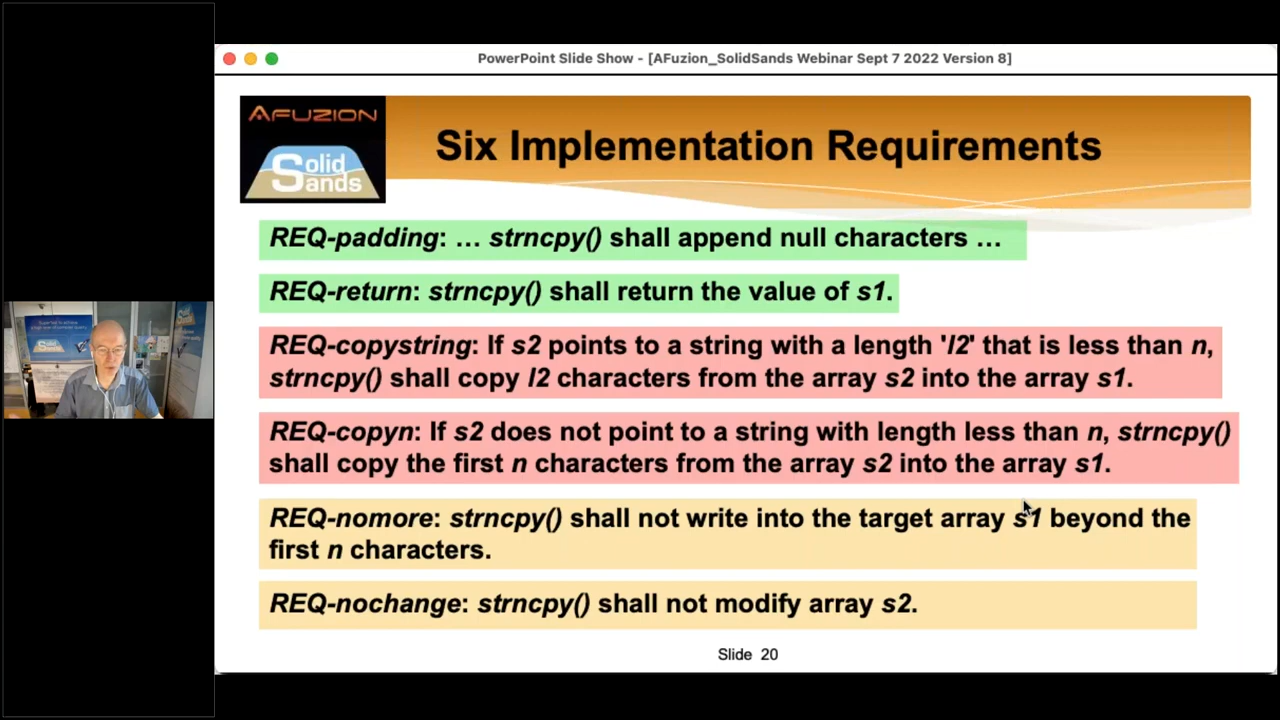 PowerPoint Slide Show - [AFuzion_SolidSands Webinar Sept 7 2022 Version 8]
AFUZION
Solid
Sands
Six Implementation Requirements
REQ-padding: … strncpy() shall append null characters …
REQ-return: strncpy() shall return the value of s1.
REQ-copystring: If s2 points to a string with a length 'l2' that is less than n,
strncpy() shall copy l2 characters from the array s2 into the array s1.
REQ-copyn: If s2 does not point to a string with length less than n, strncpy()
shall copy the first n characters from the array s2 into the array s1.
REQ-nomore: strncpy() shall not write into the target array s1 beyond the
first n characters.
REQ-nochange: strncpy() shall not modify array s2.
Slide 20